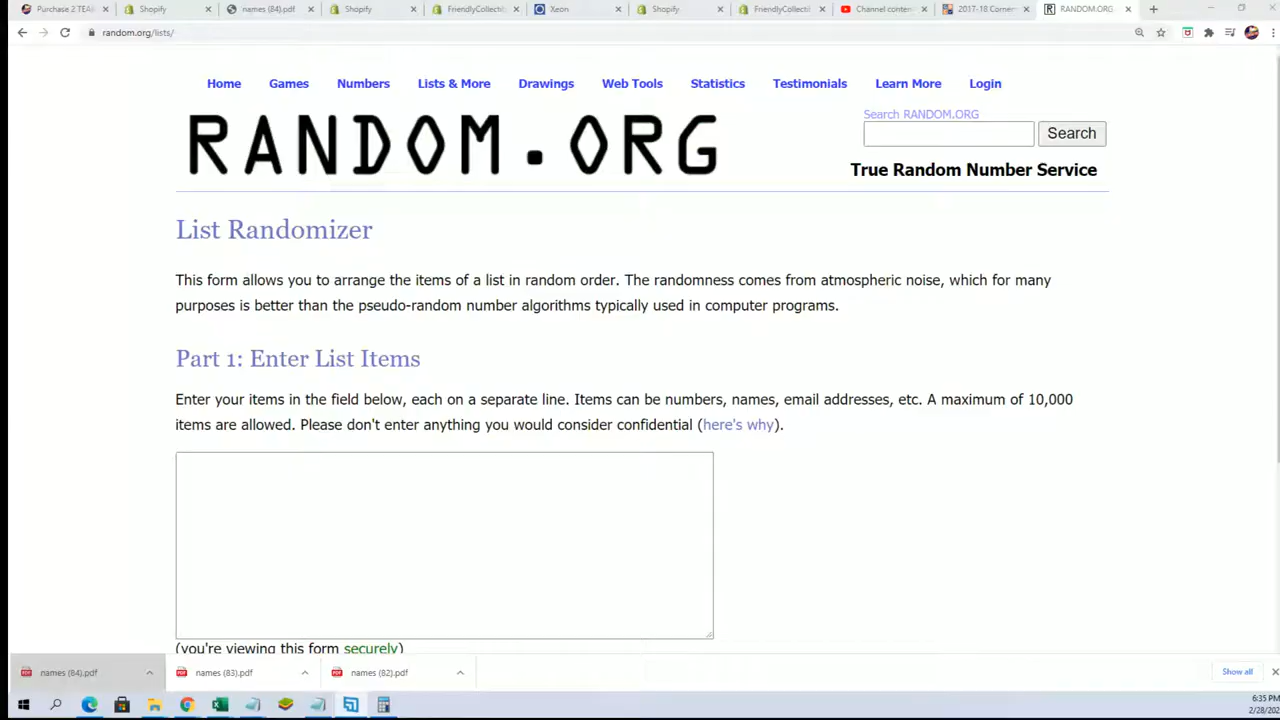 Purchase 2 TEA
Shopify
names (84).pdf
Shopify
FriendlyCollecti
Xeon
Shopify
FriendlyCollecti
Channel content
2017-18 Corner
RANDOM.ORG
random.org/lists/
Home Games Numbers Lists & More Drawings Web Tools Statistics Testimonials Learn More Login
RANDOM.ORG
Search RANDOM.ORG
Search
True Random Number Service
List Randomizer
This form allows you to arrange the items of a list in random order. The randomness comes from atmospheric noise, which for many
purposes is better than the pseudo-random number algorithms typically used in computer programs.
Part 1: Enter List Items
Enter your items in the field below, each on a separate line. Items can be numbers, names, email addresses, etc. A maximum of 10,000
items are allowed. Please don't enter anything you would consider confidential (here's why).
(you're viewing this form securely)
names (84).pdf
names (83).pdf
names (82).pdf
Show all
6:35 PM
2/28/202